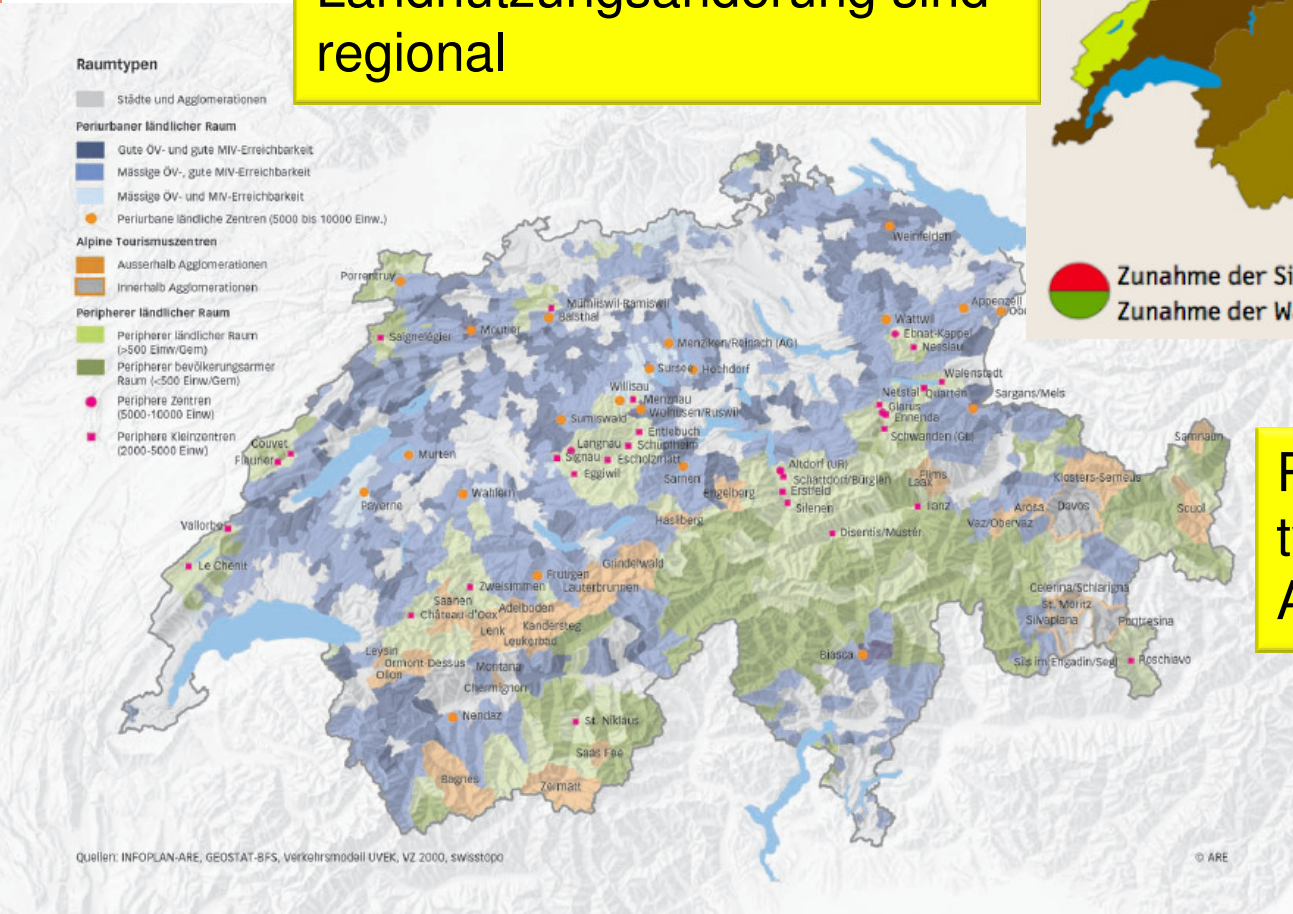 Landnutzungsänderung sind
regional
Raumtypen
Städte und Agglomerationen
Periurbaner ländlicher Raum
Gute ÖV- und gute MIV-Erreichbarkeit
Mässige ÖV-, gute MIV-Erreichbarkeit
Mässige ÖV- und MIV-Erreichbarkeit
Periurbane ländliche Zentren (5000 bis 10000 Einw.)
Alpine Tourismuszentren
Ausserhalb Agglomerationen
Innerhalb Agglomerationen
Peripherer ländlicher Raum
Peripherer ländlicher Raum
(>500 Einw/Gem)
Peripherer bevölkerungsarmer
Raum (<500 Einw/Gem)
Periphere Zentren
(5000-10000 Einw)
Periphere Kleinzentren
(2000-5000 Einw)
Zunahme der Si
Zunahme der Wa
Weinfelden
Porrentruy
Mümliswil-Ramiswil
Balsthal
Appenzell
Wattwil
Saignelégier
Moutier
Ebnat-Kappel
Menziken/Reinach (AG)
Nesslau
Sursee
Hochdorf
Walenstadt
Willisau
Netstal
Quarten
Sargans/Mels
Menznau
Glarus
Wolhusen/Ruswil
Ennenda
Sumiswald
Entlebuch
Schwanden (GL)
Samnaun
Couvet
Langnau
Schüpfheim
Fleurier
Murten
Signau
Escholzmatt
Altdorf (UR)
Eggiwil
Sarnen
Schattdorf/Bürglen
Flims
Laax
Klosters-Serneus
Engelberg
Erstfeld
Payerne
Wahlern
Silenen
Ilanz
Arosa
Davos
Scuol
Hasliberg
Vaz/Obervaz
Vallorbe
Disentis/Mustér
Le Chenit
Grindelwald
Frutigen
Zweisimmen
Lauterbrunnen
Celerina/Schlarigna
Saanen
Adelboden
St. Moritz
Château-d'Oex
Kandersteg
Silvaplana
Pontresina
Lenk
Leukerbad
Leysin
Biasca
Ormont-Dessus
Montana
Sils im Engadin/Segl
Poschiavo
Ollon
Chermignon
Nendaz
St. Niklaus
Saas Fee
Bagnes
Zermatt
Quellen: INFOPLAN-ARE, GEOSTAT-BFS, Verkehrsmodell UVEK, VZ 2000, swisstopo
© ARE